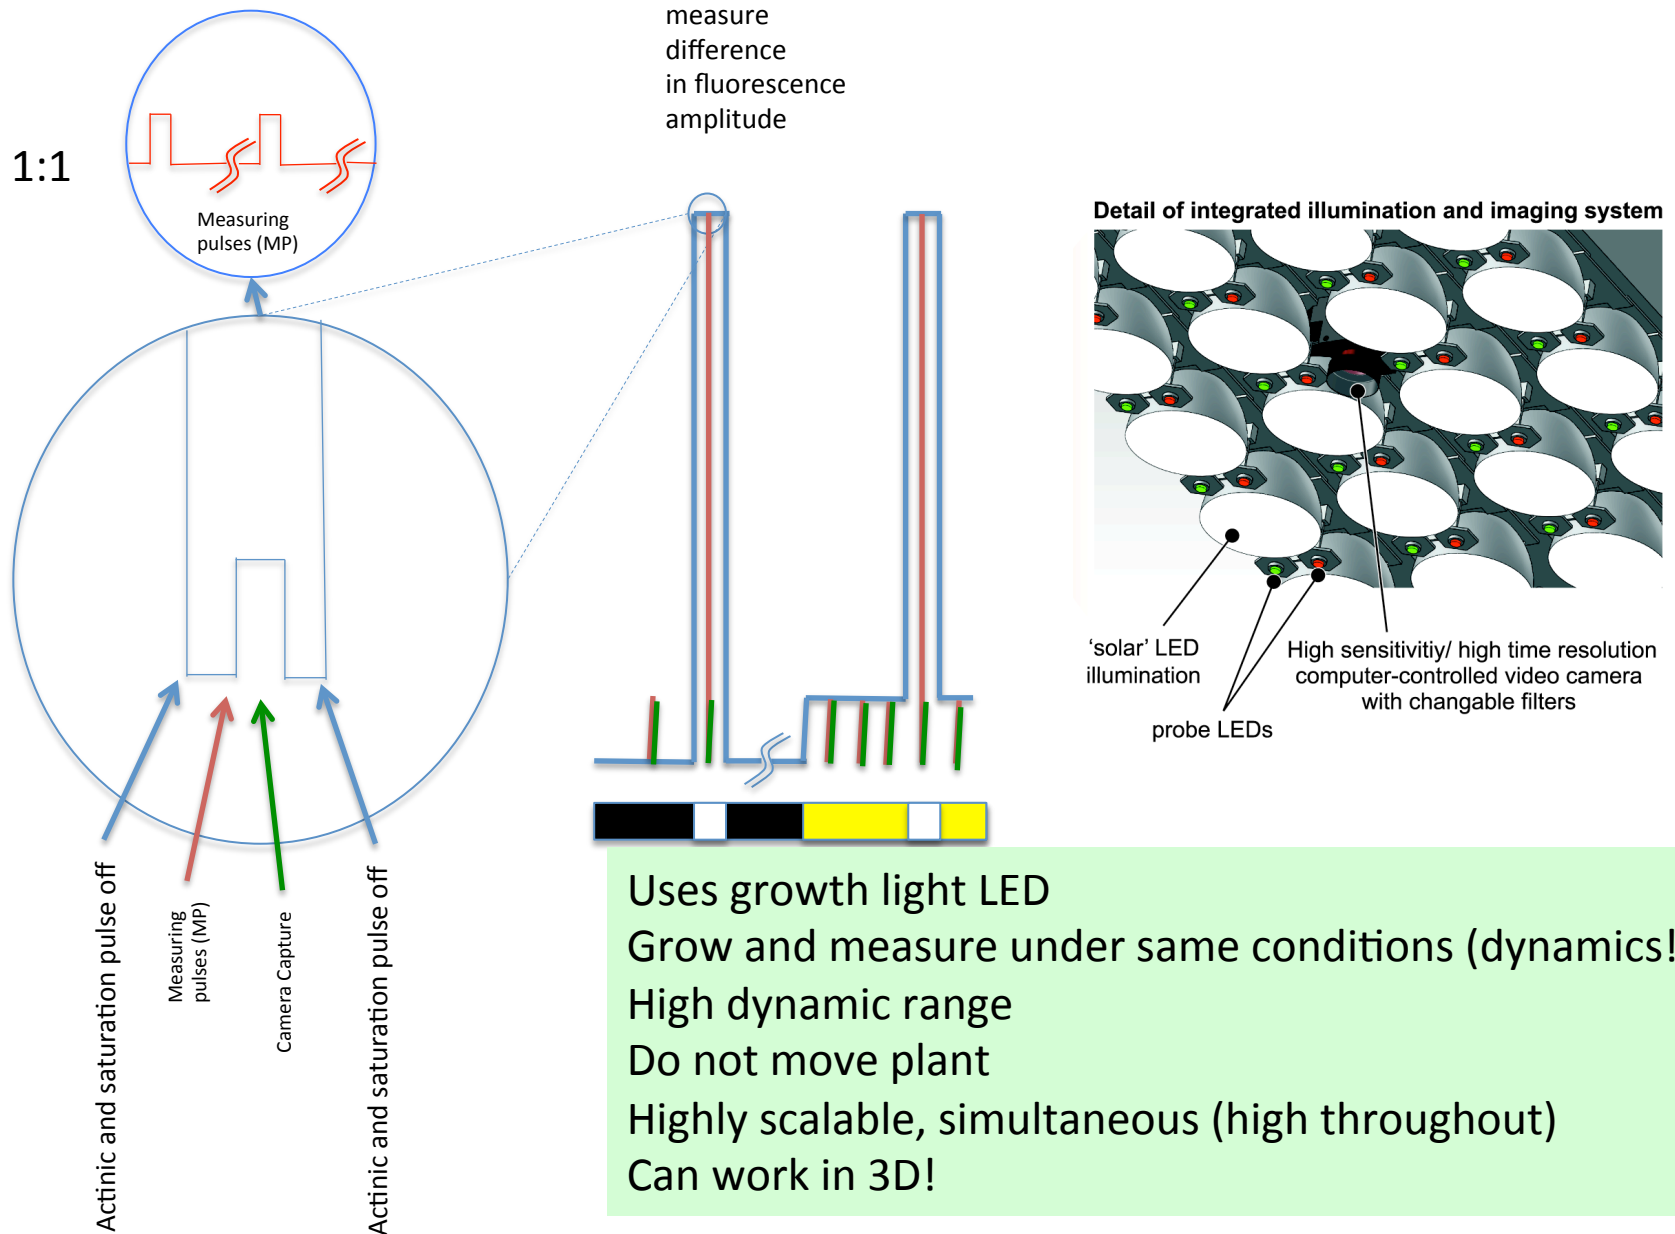 measure
difference
in fluorescence
amplitude
1:1
Measuring
pulses (MP)
Detail of integrated illumination and imaging system
'solar' LED
illumination
probe LEDs
High sensitivitiy/ high time resolution
computer-controlled video camera
with changable filters
Actinic and saturation pulse off
Measuring
pulses (MP)
Camera Capture
Actinic and saturation pulse off
Uses growth light LED
Grow and measure under same conditions (dynamics!
High dynamic range
Do not move plant
Highly scalable, simultaneous (high throughout)
Can work in 3D!